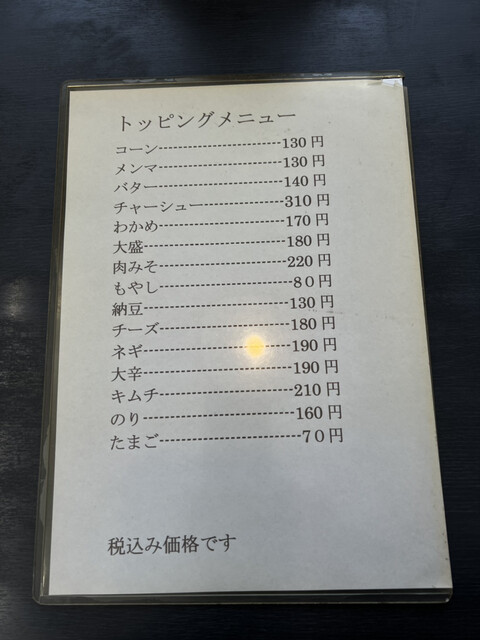 トッピングメニュー
コーン-------------------------130円
メンマ-------------------------130円
バター-------------------------140円
チャーシュー-----------------310円
わかめ-------------------------170円
大盛----------------------------180円
肉みそ-------------------------220円
もやし--------------------------80円
納豆----------------------------130円
チーズ-------------------------180円
ネギ----------------------------190円
大辛----------------------------190円
キムチ-------------------------210円
のり----------------------------160円
たまご--------------------------70円
税込み価格です